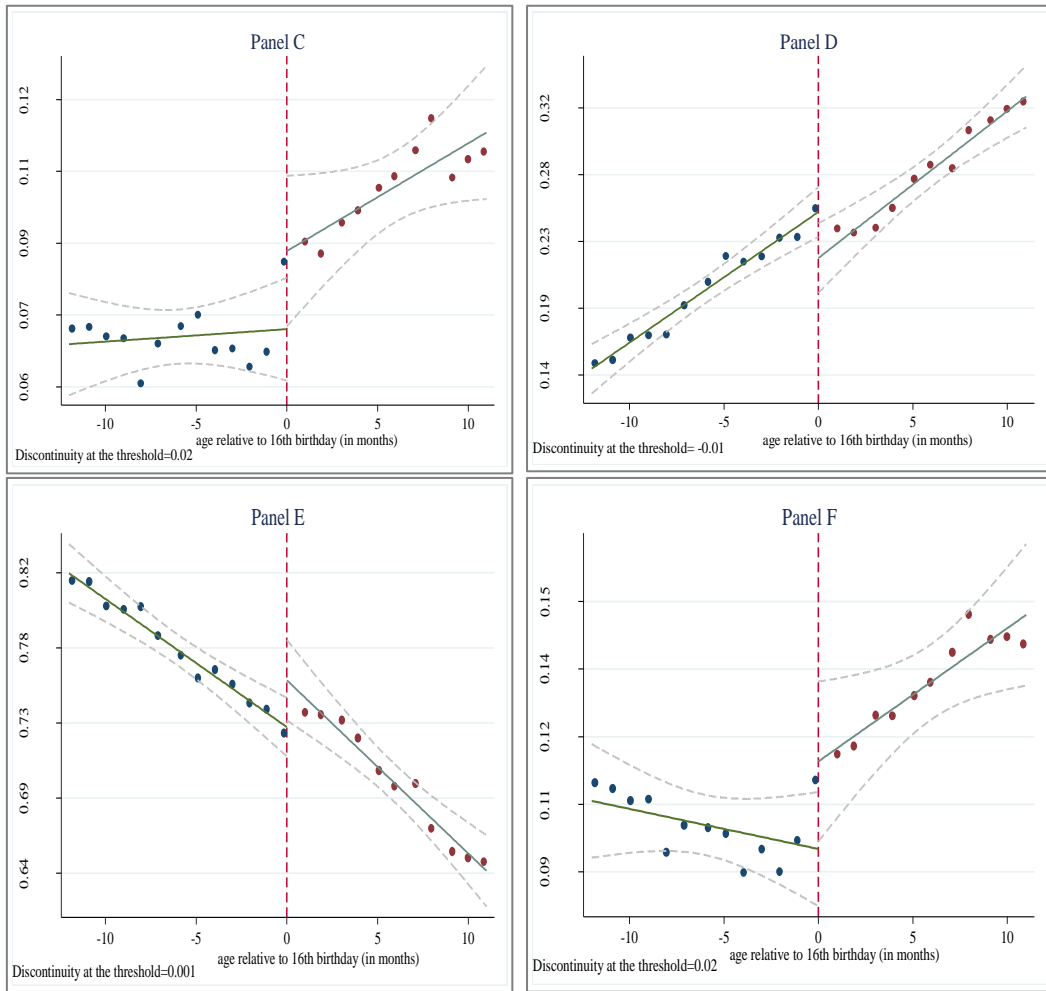 Panel C
0.12
0.11
0.09
0.07
0.06
-10 -5 0 5 10
age relative to 16th birthday (in months)
Discontinuity at the threshold=0.02
Panel D
0.32
0.28
0.23
0.19
0.14
-10 -5 0 5 10
age relative to 16th birthday (in months)
Discontinuity at the threshold= -0.01
Panel E
0.82
0.78
0.73
0.69
0.64
-10 -5 0 5 10
age relative to 16th birthday (in months)
Discontinuity at the threshold=0.001
Panel F
0.15
0.14
0.12
0.11
0.09
-10 -5 0 5 10
age relative to 16th birthday (in months)
Discontinuity at the threshold=0.02